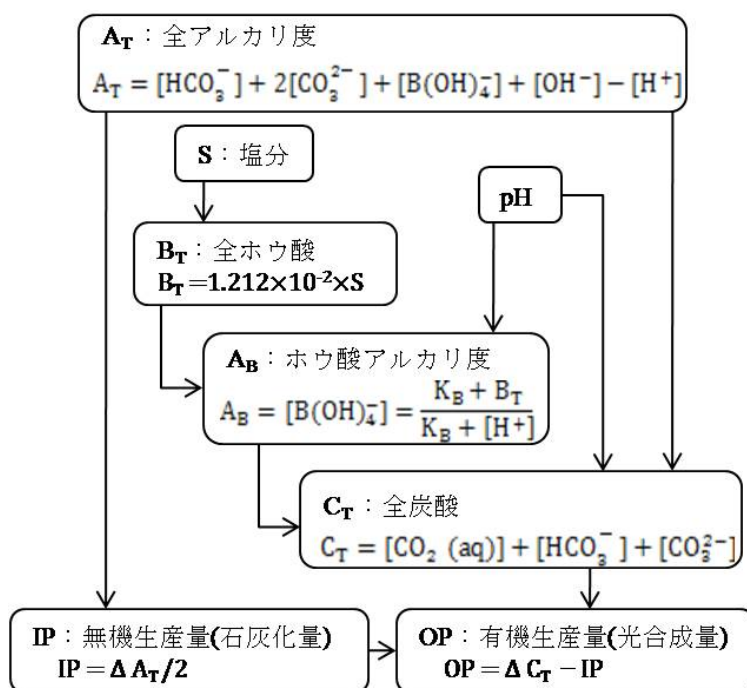 A_T：全アルカリ度
A_T = [HCO₃⁻] + 2[CO₃²⁻] + [B(OH)₄⁻] + [OH⁻] − [H⁺]
S：塩分
pH
B_T：全ホウ酸
B_T=1.212×10⁻²×S
A_B：ホウ酸アルカリ度
A_B = [B(OH)₄⁻] = (K_B + B_T)/(K_B + [H⁺])
C_T：全炭酸
C_T = [CO₂ (aq)] + [HCO₃⁻] + [CO₃²⁻]
IP：無機生産量(石灰化量)
IP=Δ A_T/2
OP：有機生産量(光合成量)
OP=Δ C_T−IP